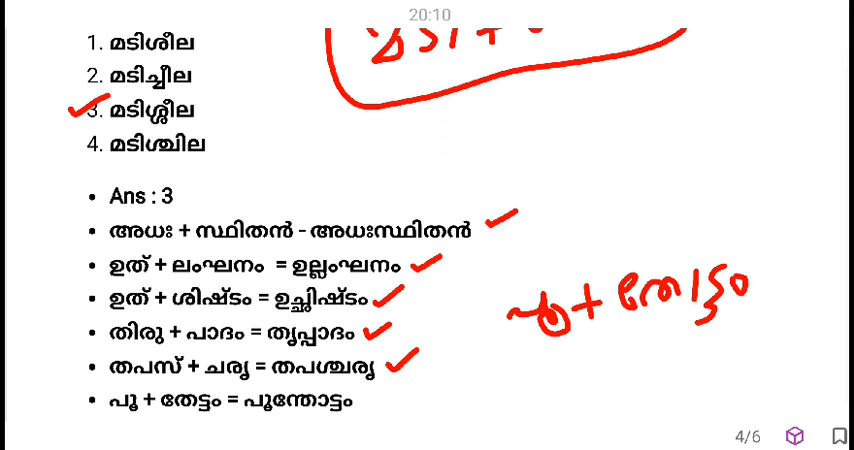 20:10
1. മടിശീല
2. മടിച്ചീല
3. മടിശ്ശീല
4. മടിശ്ചില
• Ans : 3
• അധഃ + സ്ഥിതൻ - അധഃസ്ഥിതൻ
• ഉത് + ലംഘനം = ഉല്ലംഘനം
• ഉത് + ശിഷ്ടം = ഉച്ഛിഷ്ടം
പൂ + തോട്ടം
• തിരു + പാദം = തൃപ്പാദം
• തപസ് + ചര്യ = തപശ്ചര്യ
• പൂ + തേട്ടം = പൂന്തോട്ടം
4/6